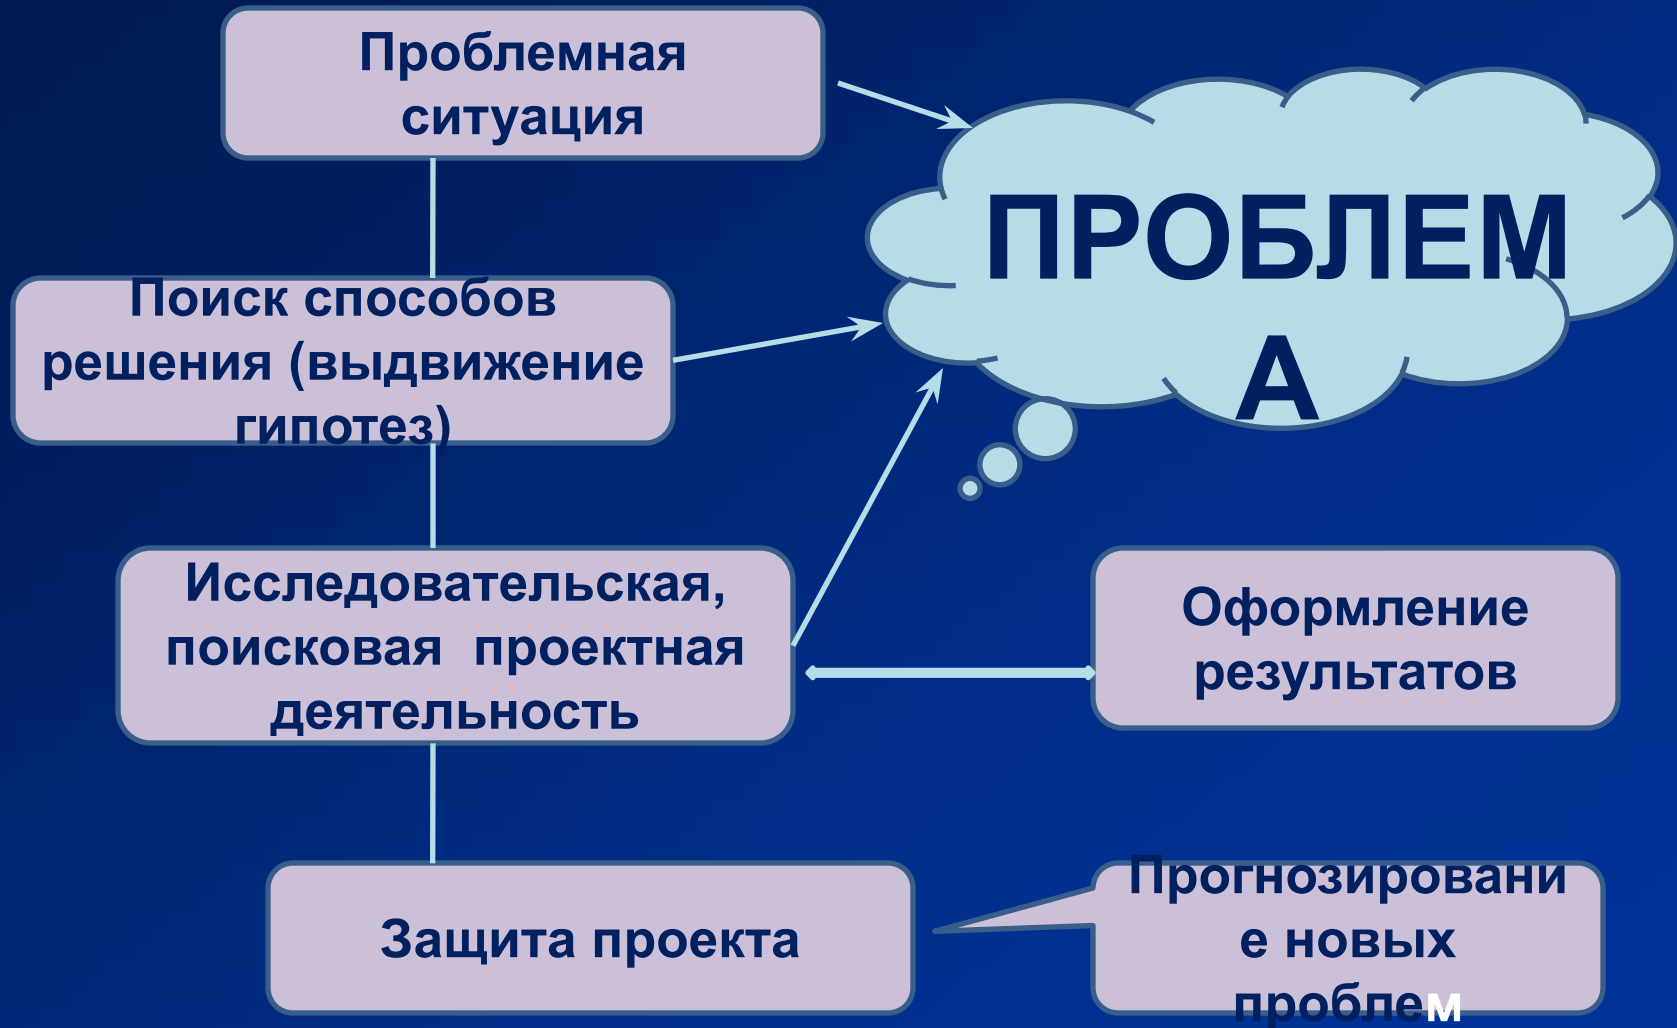 Проблемная
ситуация
ПРОБЛЕМ
А
Поиск способов
решения (выдвижение
гипотез)
Исследовательская,
поисковая проектная
деятельность
Оформление
результатов
Защита проекта
Прогнозировани
е новых
проблем